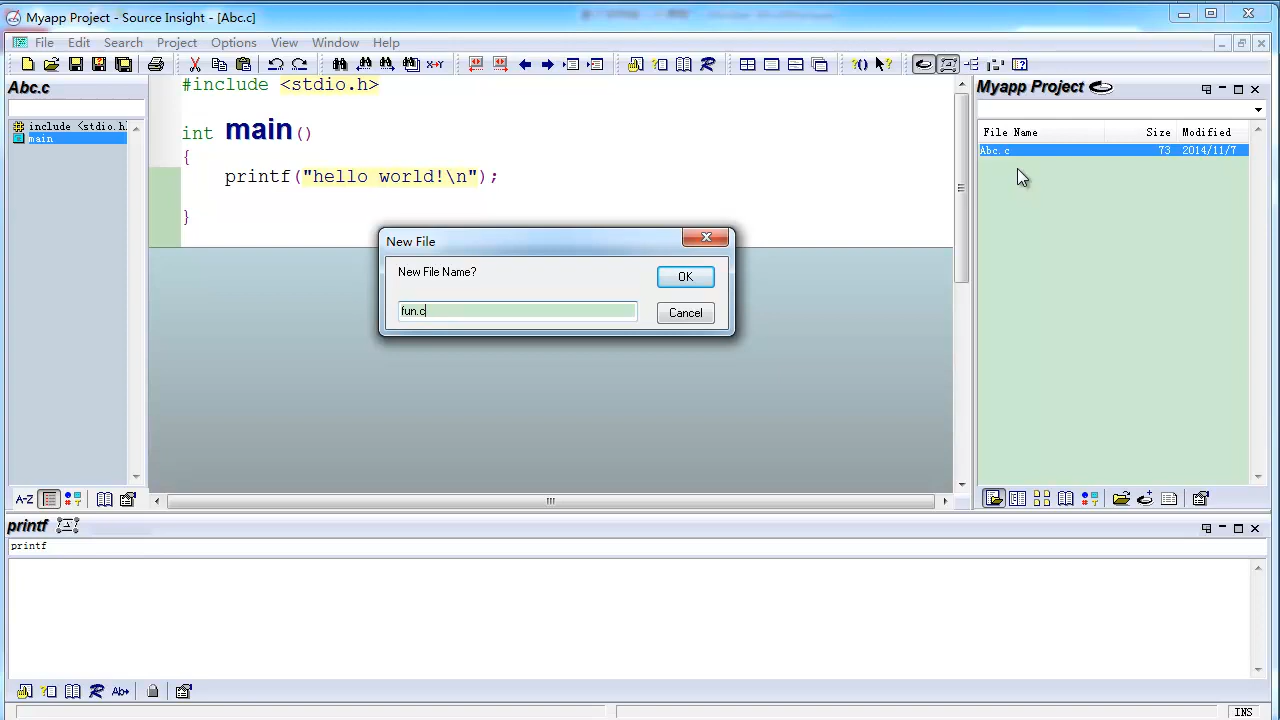 Myapp Project - Source Insight - [Abc.c]
File Edit Search Project Options View Window Help
Abc.c
include <stdio.h
main
#include <stdio.h>
int main()
{
printf("hello world!\n");
}
New File
New File Name?
OK
fun.c
Cancel
Myapp Project
File Name Size Modified
Abc.c 73 2014/11/7
A-Z
printf
printf
INS